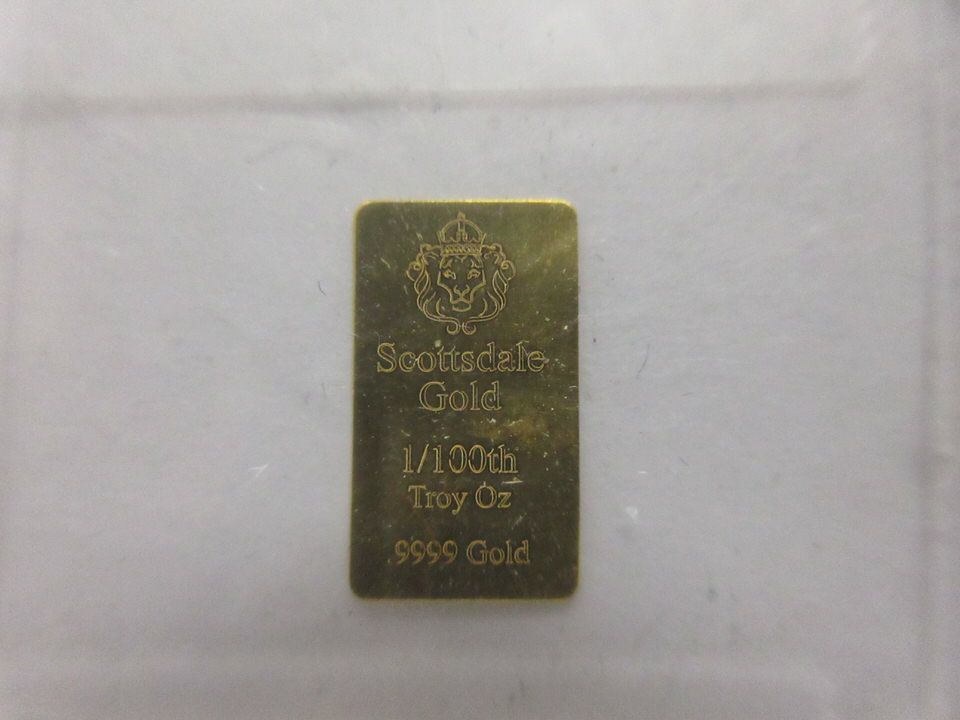 Scottsdale
Gold
1/100th
Troy Oz
.9999 Gold